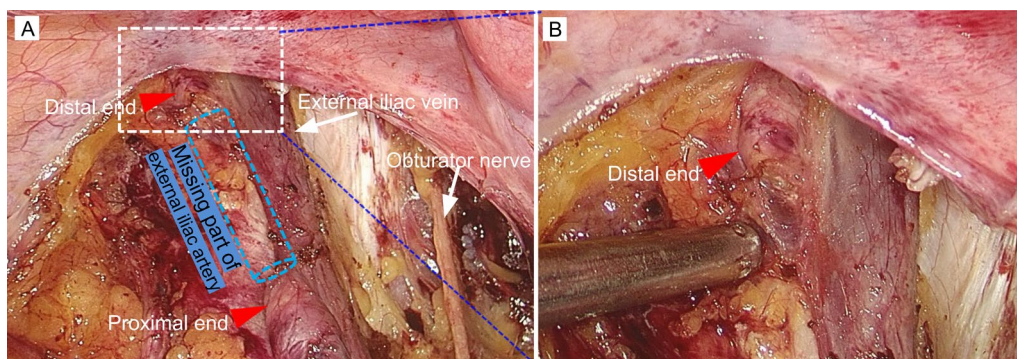 A
Distal end
External iliac vein
Obturator nerve
Missing part of
external iliac artery
Proximal end
B
Distal end